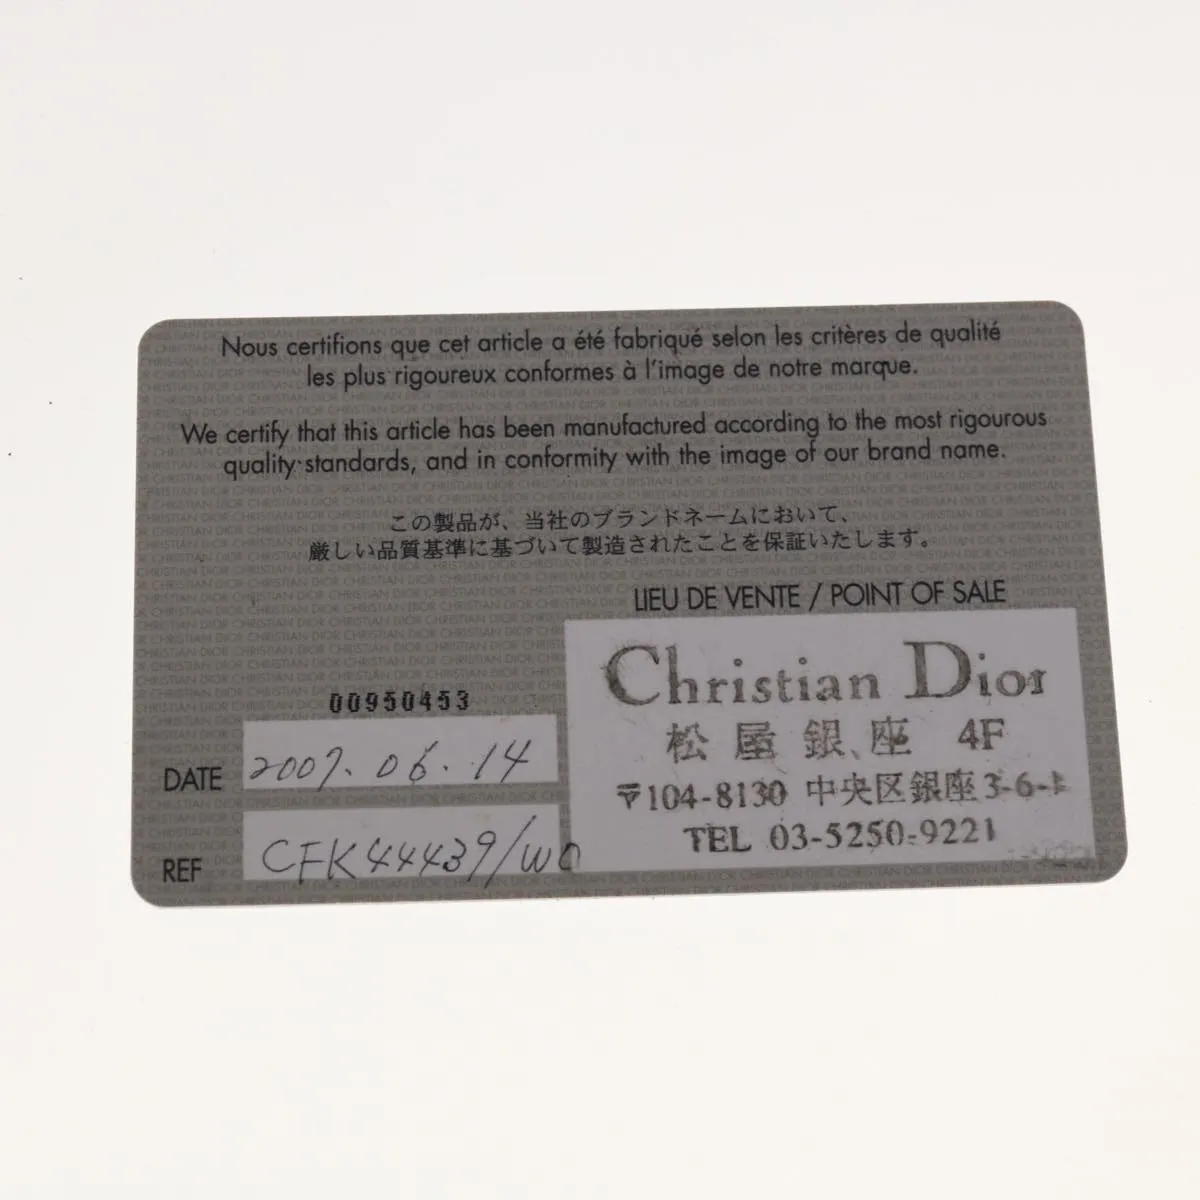 Nous certifions que cet article a été fabriqué selon les critères de qualité
les plus rigoureux conformes à l'image de notre marque.
We certify that this article has been manufactured according to the most rigourous
quality standards, and in conformity with the image of our brand name.
この製品が、当社のブランドネームにおいて、
厳しい品質基準に基づいて製造されたことを保証いたします。
LIEU DE VENTE / POINT OF SALE
Christian Dior
松屋銀座 4F
〒104-8130 中央区銀座3-6-1
TEL 03-5250-9221
00950453
DATE 2007.06.14
REF CFK44439/WO